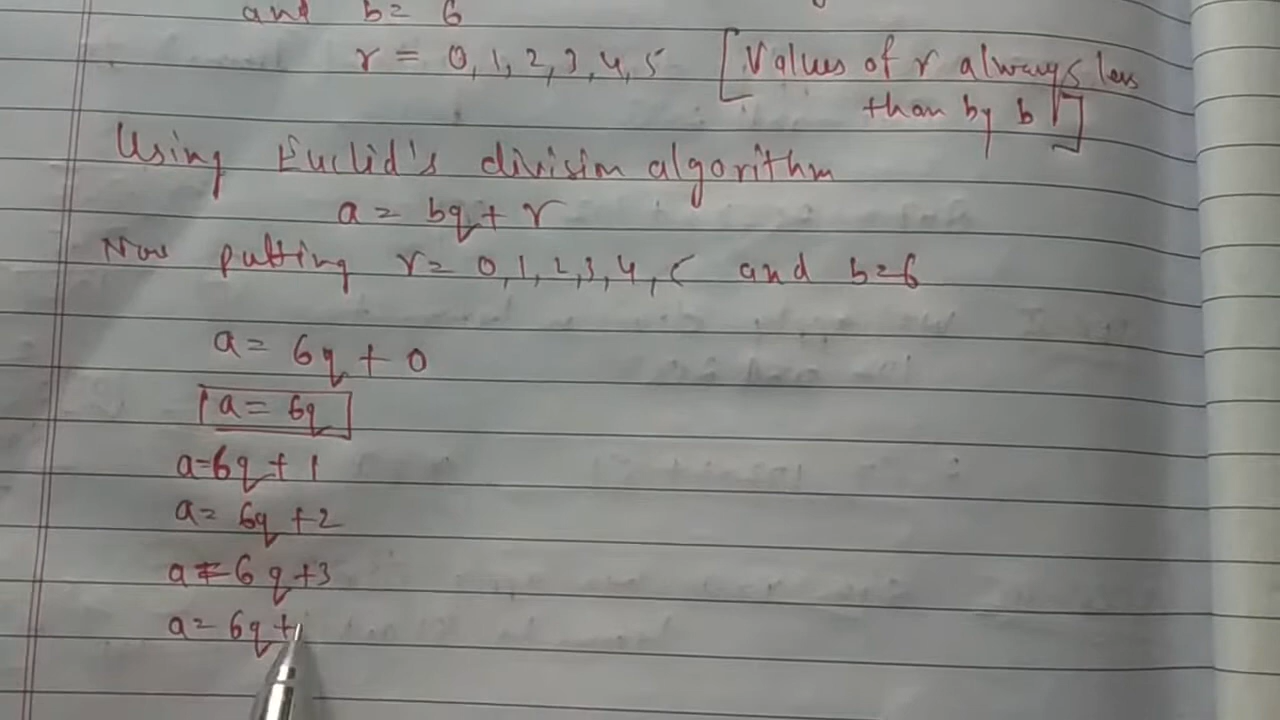 and b= 6
r = 0,1,2,3,4,5 [Values of r always less
than by b]
Using Euclid's division algorithm
a = bq + r
Now putting r= 0,1,2,3,4,5 and b=6
a= 6q + 0
a= 6q
a=6q+1
a= 6q +2
a=6q+3
a= 6q+